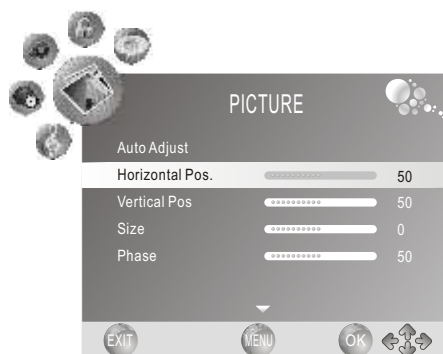 PICTURE
Auto Adjust
Horizontal Pos. 50
Vertical Pos 50
Size 0
Phase 50
EXIT MENU OK